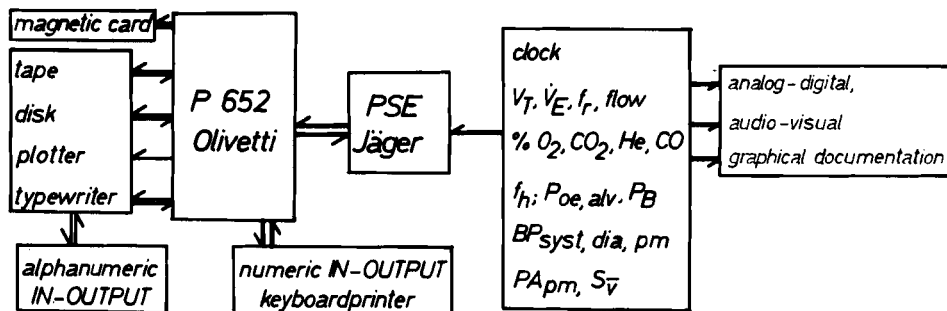 magnetic card
tape
disk
plotter
typewriter
alphanumeric
IN-OUTPUT
P 652
Olivetti
numeric IN-OUTPUT
keyboardprinter
PSE
Jäger
clock
V_T, V̇_E, f_r, flow
% O₂, CO₂, He, CO
f_h; P_oe, alv, P_B
BP_syst, dia, pm
PA_pm, S_v̅
analog-digital,
audio-visual
graphical documentation